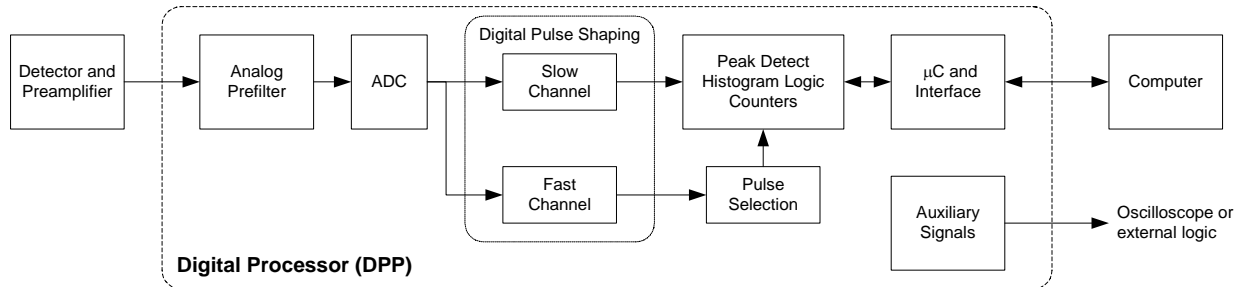 Digital Pulse Shaping
Detector and
Preamplifier
Analog
Prefilter
ADC
Slow
Channel
Peak Detect
Histogram Logic
Counters
μC and
Interface
Computer
Fast
Channel
Pulse
Selection
Auxiliary
Signals
Oscilloscope or
external logic
Digital Processor (DPP)